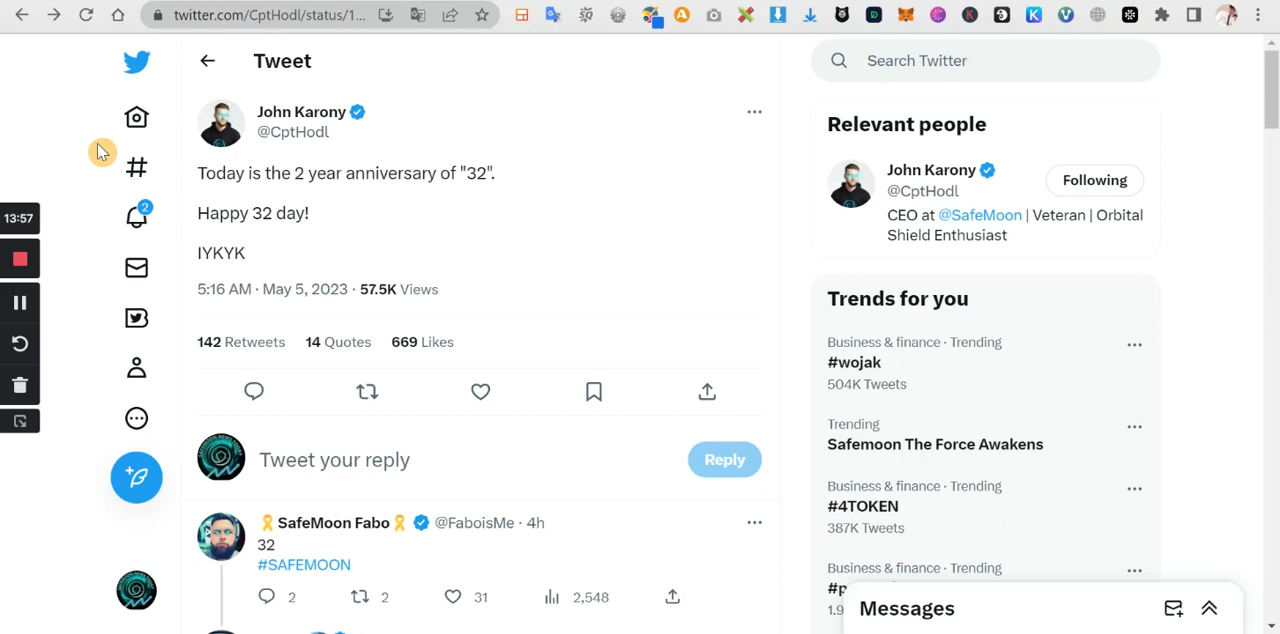 twitter.com/CptHodl/status/1...
Tweet
Search Twitter
John Karony
@CptHodl
Today is the 2 year anniversary of "32".
Happy 32 day!
IYKYK
5:16 AM · May 5, 2023 · 57.5K Views
142 Retweets 14 Quotes 669 Likes
Tweet your reply
Reply
SafeMoon Fabo @FaboisMe · 4h
32
#SAFEMOON
2 2 31 2,548
2
13:57
Relevant people
John Karony
@CptHodl
Following
CEO at @SafeMoon | Veteran | Orbital
Shield Enthusiast
Trends for you
Business & finance · Trending
#wojak
504K Tweets
Trending
Safemoon The Force Awakens
Business & finance · Trending
#4TOKEN
387K Tweets
Business & finance · Trending
Messages